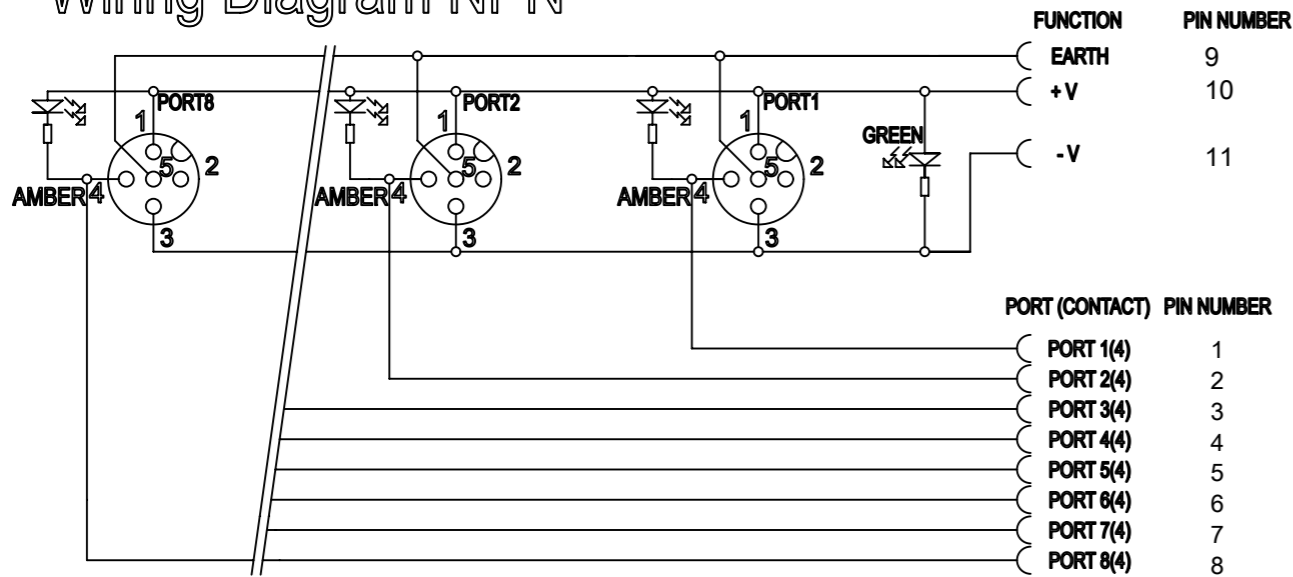 Wiring Diagram NPN
FUNCTION PIN NUMBER
EARTH 9
+V 10
-V 11
PORT8 PORT2 PORT1
GREEN
1 5 2 4 3
1 5 2 4 3
1 5 2 4 3
AMBER AMBER AMBER
PORT (CONTACT) PIN NUMBER
PORT 1(4) 1
PORT 2(4) 2
PORT 3(4) 3
PORT 4(4) 4
PORT 5(4) 5
PORT 6(4) 6
PORT 7(4) 7
PORT 8(4) 8